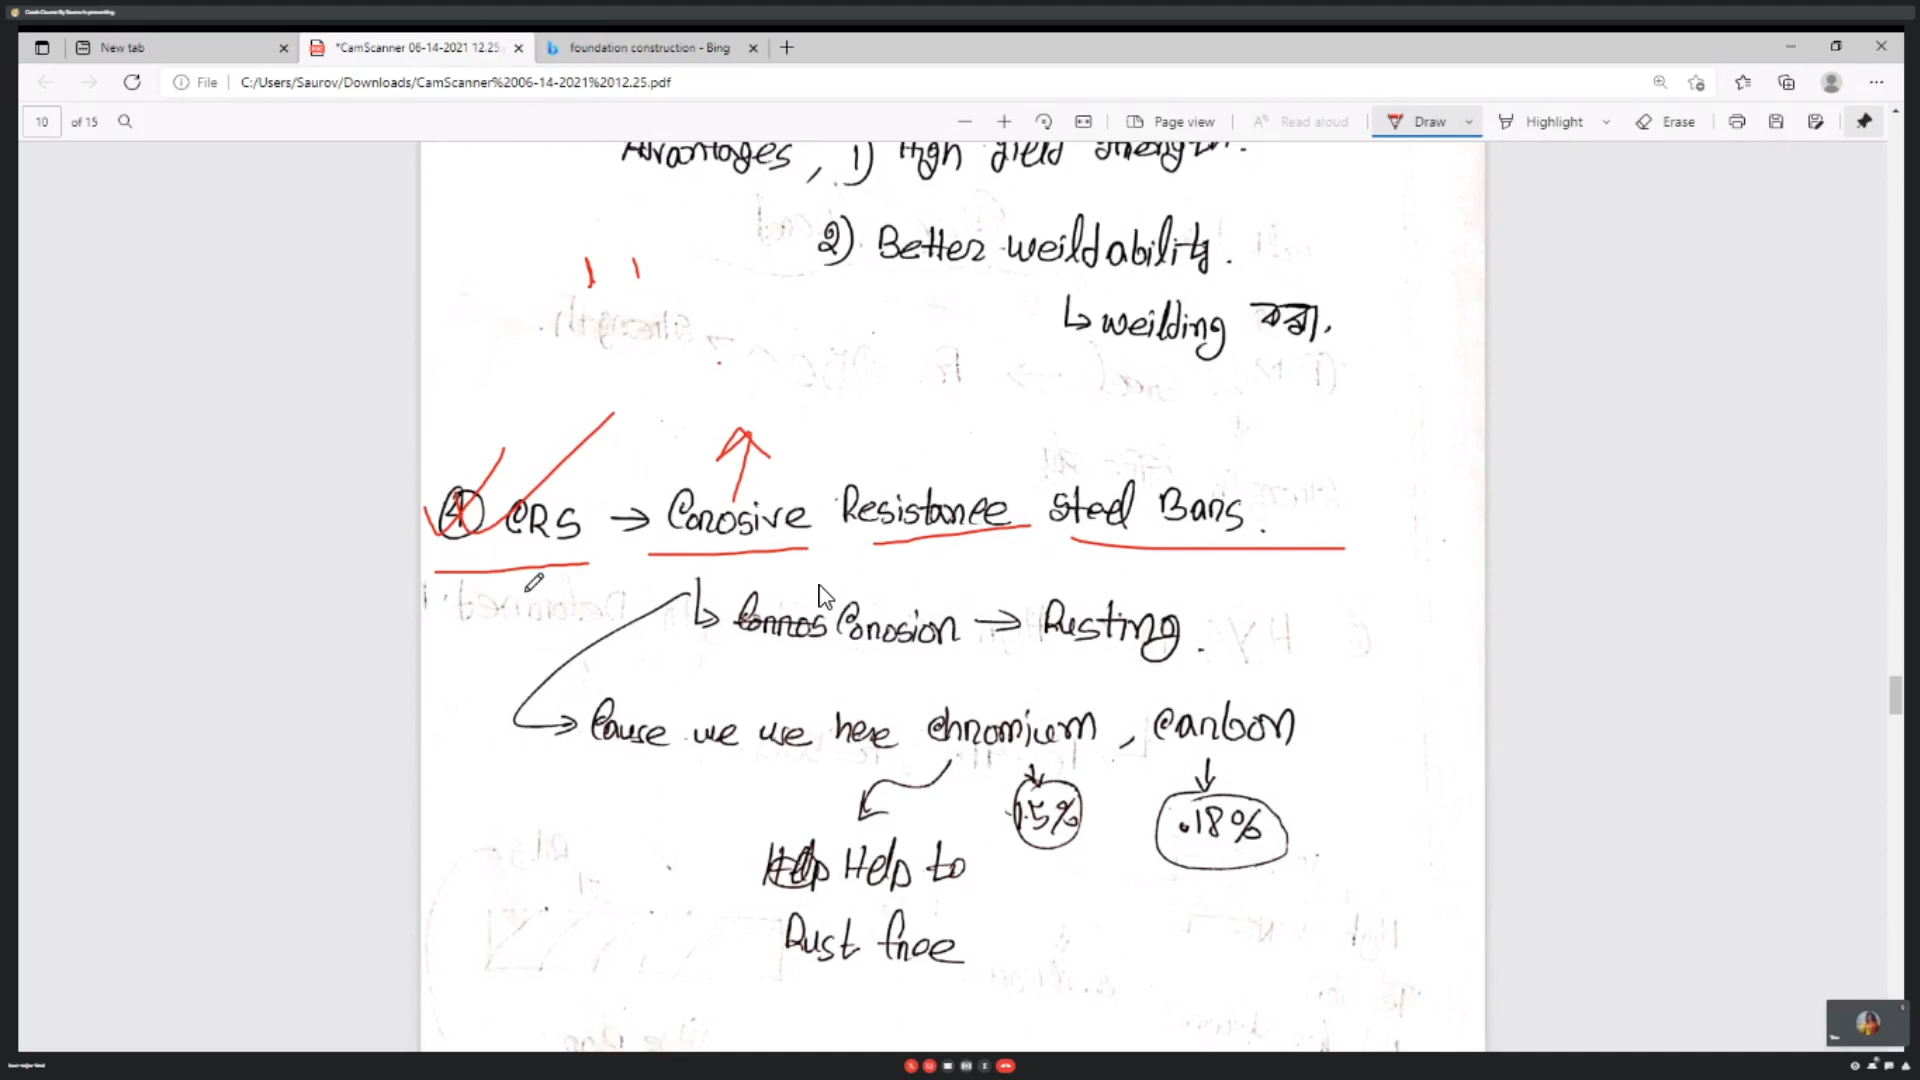 New tab
*CamScanner 06-14-2021 12.25.
foundation construction - Bing
File
C:/Users/Saurov/Downloads/CamScanner%2006-14-2021%2012.25.pdf
10 of 15
Page view
Read aloud
Draw
Highlight
Erase
Advantages, 1) High yield strength.
2) Better weildability.
↳ weilding করা.
④ CRS → Corosive Resistance Steel Bars.
↳ Corosion → Rusting.
→ Cause we use here chromium, carbon
1.5%
.18%
Help to
Rust free